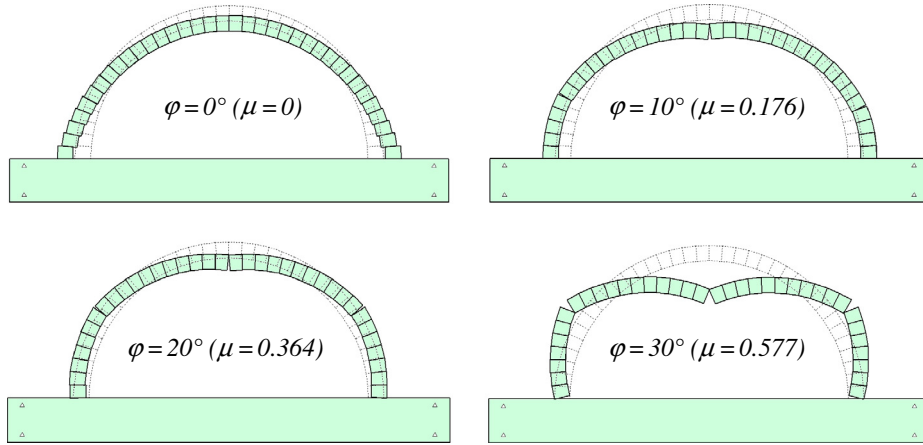 φ = 0° (μ = 0)
φ = 10° (μ = 0.176)
φ = 20° (μ = 0.364)
φ = 30° (μ = 0.577)